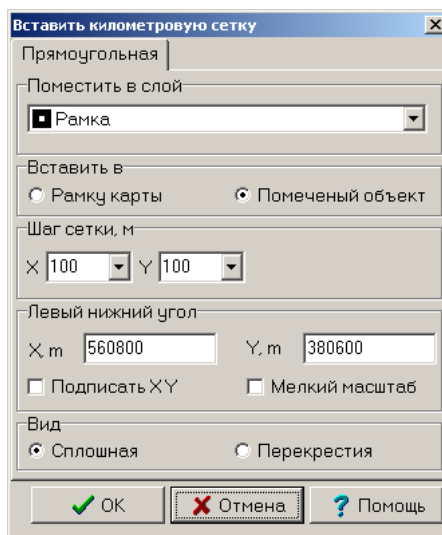 Вставить километровую сетку
Прямоугольная
Поместить в слой
Рамка
Вставить в
Рамку карты Помеченый объект
Шаг сетки, м
X 100 Y 100
Левый нижний угол
X, m 560800 Y, m 380600
Подписать X Y Мелкий масштаб
Вид
Сплошная Перекрестия
OK Отмена ? Помощь